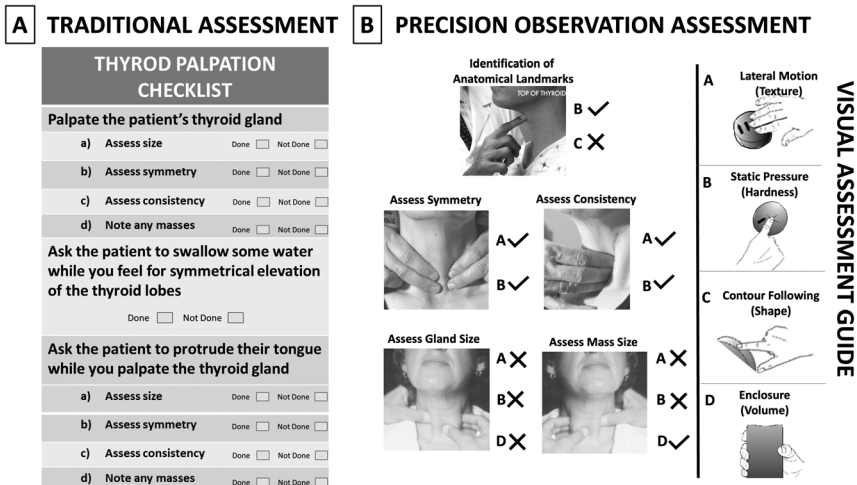 A TRADITIONAL ASSESSMENT
THYROD PALPATION
CHECKLIST
Palpate the patient's thyroid gland
a) Assess size Done Not Done
b) Assess symmetry Done Not Done
c) Assess consistency Done Not Done
d) Note any masses Done Not Done
Ask the patient to swallow some water
while you feel for symmetrical elevation
of the thyroid lobes
Done Not Done
Ask the patient to protrude their tongue
while you palpate the thyroid gland
a) Assess size Done Not Done
b) Assess symmetry Done Not Done
c) Assess consistency Done Not Done
d) Note any masses Done Not Done
B PRECISION OBSERVATION ASSESSMENT
Identification of
Anatomical Landmarks
TOP OF THYROID
B ✓
C X
Assess Symmetry
A ✓
B ✓
Assess Consistency
A ✓
B ✓
Assess Gland Size
A X
B X
D X
Assess Mass Size
A X
B X
D ✓
A Lateral Motion
(Texture)
B Static Pressure
(Hardness)
C Contour Following
(Shape)
D Enclosure
(Volume)
VISUAL ASSESSMENT GUIDE